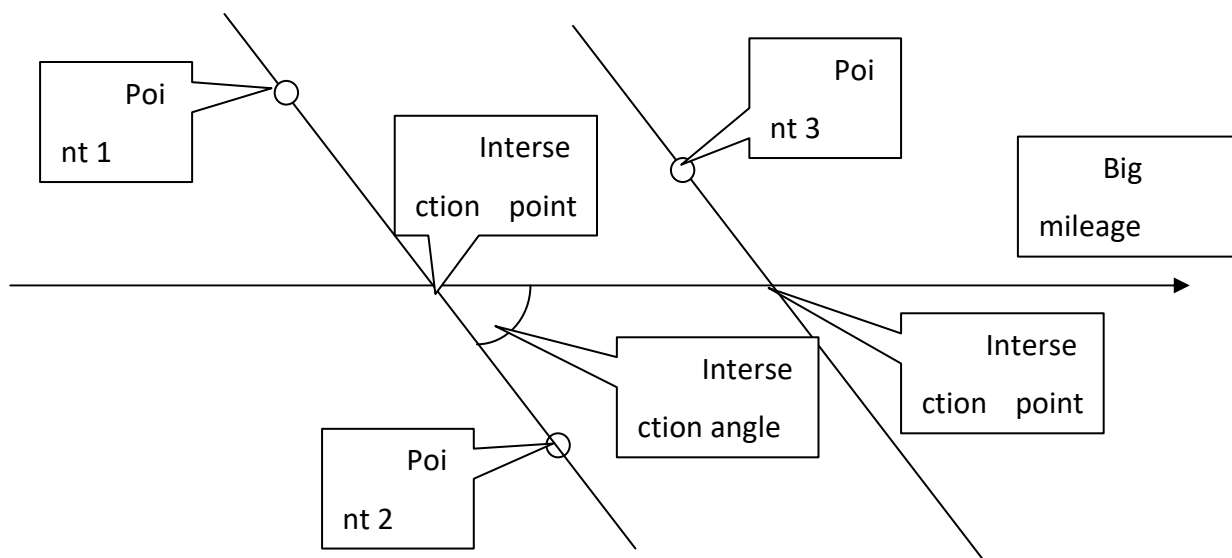 Poi
nt 1
Interse
ction point
Poi
nt 3
Big
mileage
Interse
ction angle
Interse
ction point
Poi
nt 2